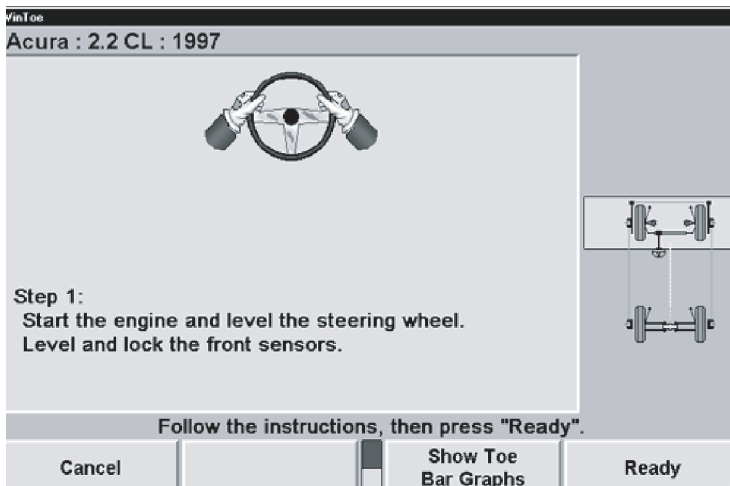 WinToe
Acura : 2.2 CL : 1997
Step 1:
Start the engine and level the steering wheel.
Level and lock the front sensors.
Follow the instructions, then press "Ready".
Cancel
Show Toe
Bar Graphs
Ready